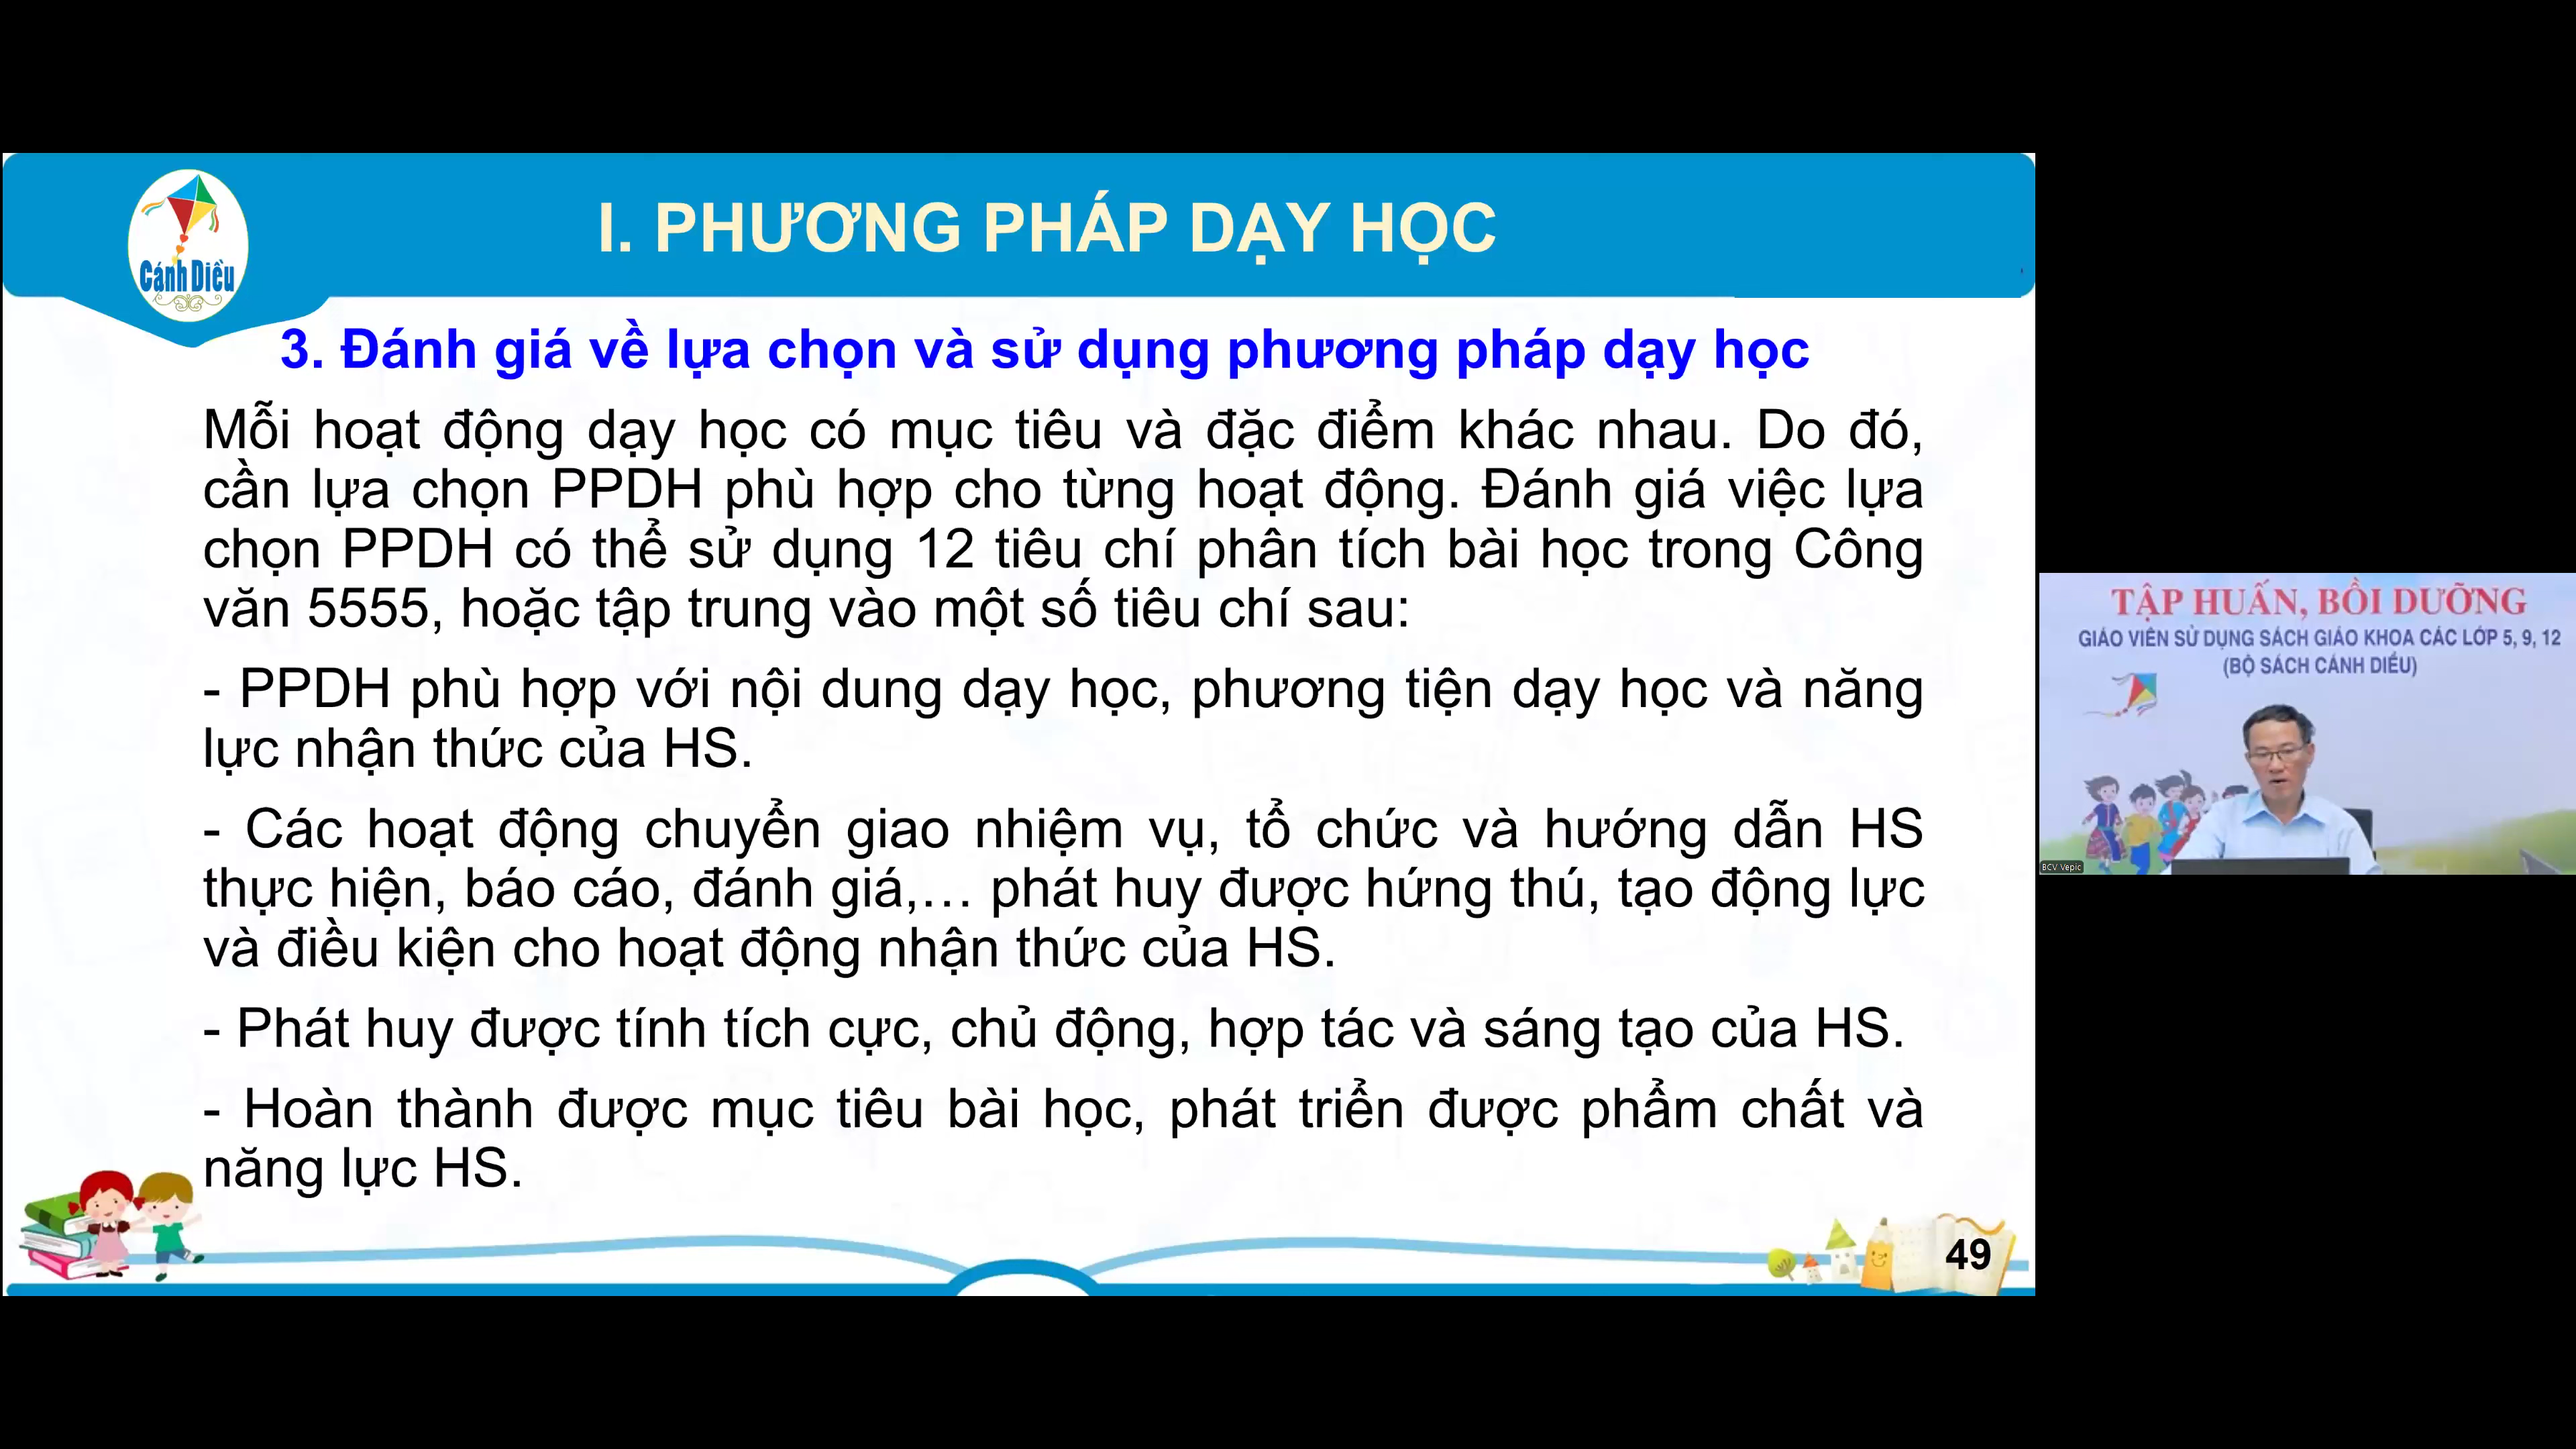 Cánh Diều
I. PHƯƠNG PHÁP DẠY HỌC
3. Đánh giá về lựa chọn và sử dụng phương pháp dạy học
Mỗi hoạt động dạy học có mục tiêu và đặc điểm khác nhau. Do đó,
cần lựa chọn PPDH phù hợp cho từng hoạt động. Đánh giá việc lựa
chọn PPDH có thể sử dụng 12 tiêu chí phân tích bài học trong Công
văn 5555, hoặc tập trung vào một số tiêu chí sau:
- PPDH phù hợp với nội dung dạy học, phương tiện dạy học và năng
lực nhận thức của HS.
- Các hoạt động chuyển giao nhiệm vụ, tổ chức và hướng dẫn HS
thực hiện, báo cáo, đánh giá,... phát huy được hứng thú, tạo động lực
và điều kiện cho hoạt động nhận thức của HS.
- Phát huy được tính tích cực, chủ động, hợp tác và sáng tạo của HS.
- Hoàn thành được mục tiêu bài học, phát triển được phẩm chất và
năng lực HS.
49
TẬP HUẤN, BỒI DƯỠNG
GIÁO VIÊN SỬ DỤNG SÁCH GIÁO KHOA CÁC LỚP 5, 9, 12
(BỘ SÁCH CÁNH DIỀU)
BCV Vepic